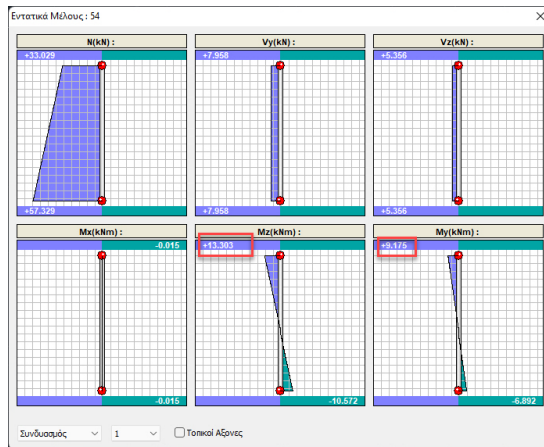 Εντατικά Μέλους : 54
N(kN) :
+33.029
+57.329
Vy(kN) :
+7.958
+7.958
Vz(kN) :
+5.356
+5.356
Mx(kNm) :
-0.015
-0.015
Mz(kNm) :
+13.303
-10.572
My(kNm) :
+9.175
-6.892
Συνδυασμός 1 Τοπικοί Άξονες